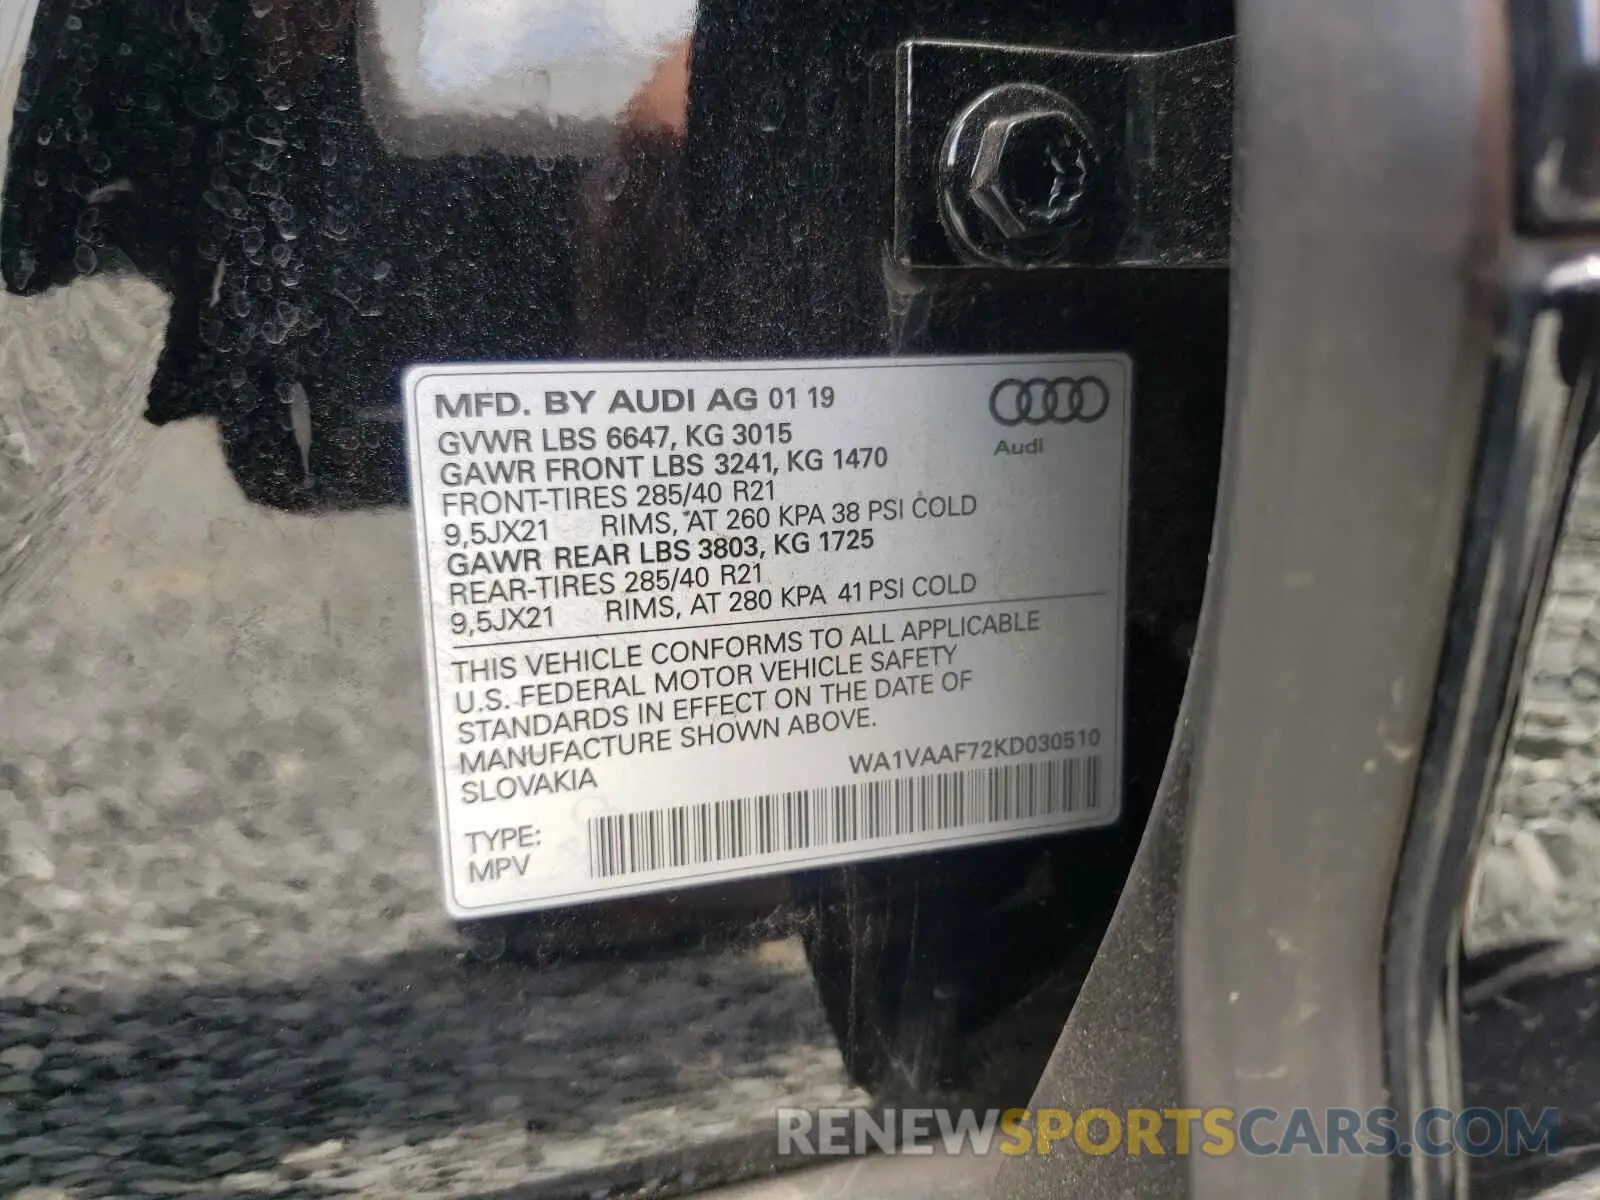 MFD. BY AUDI AG 01 19
Audi
GVWR LBS 6647, KG 3015
GAWR FRONT LBS 3241, KG 1470
FRONT-TIRES 285/40 R21
9,5JX21 RIMS, AT 260 KPA 38 PSI COLD
GAWR REAR LBS 3803, KG 1725
REAR-TIRES 285/40 R21
9,5JX21 RIMS, AT 280 KPA 41 PSI COLD
THIS VEHICLE CONFORMS TO ALL APPLICABLE
U.S. FEDERAL MOTOR VEHICLE SAFETY
STANDARDS IN EFFECT ON THE DATE OF
MANUFACTURE SHOWN ABOVE.
SLOVAKIA
WA1VAAF72KD030510
TYPE:
MPV
RENEWSPORTSCARS.COM